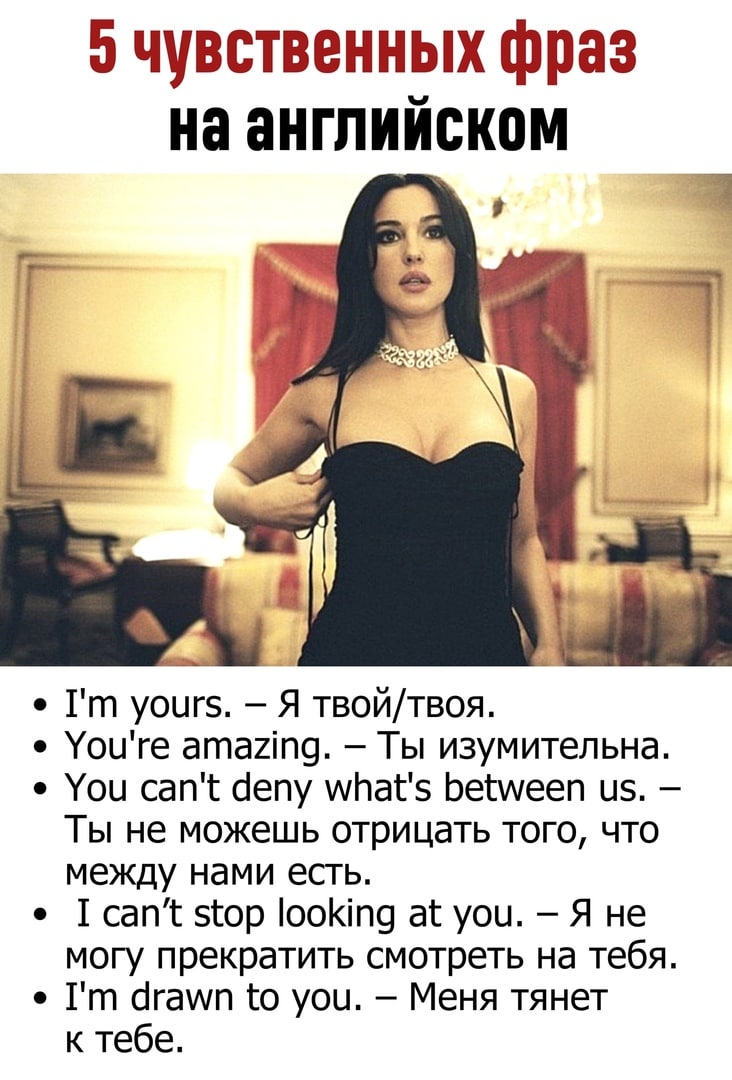 5 чувственных фраз
на английском
• I'm yours. – Я твой/твоя.
• You're amazing. – Ты изумительна.
• You can't deny what's between us. –
Ты не можешь отрицать того, что
между нами есть.
• I can’t stop looking at you. – Я не
могу прекратить смотреть на тебя.
• I'm drawn to you. – Меня тянет
к тебе.